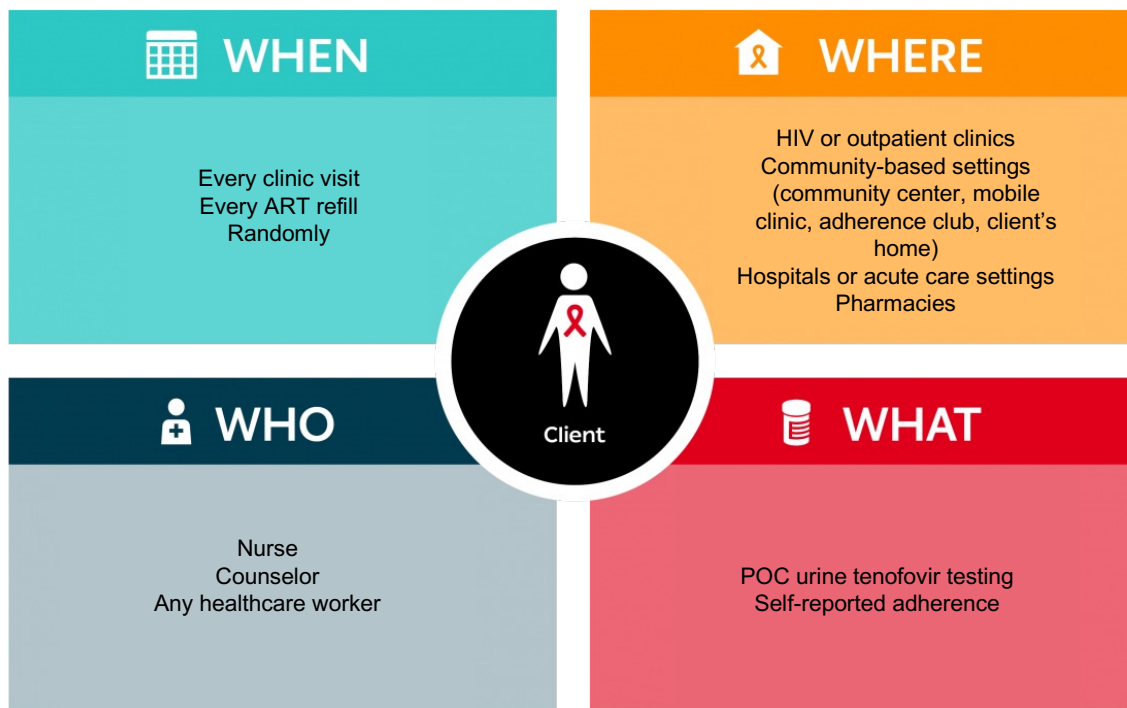 WHEN
Every clinic visit
Every ART refill
Randomly
WHERE
HIV or outpatient clinics
Community-based settings
(community center, mobile
clinic, adherence club, client's
home)
Hospitals or acute care settings
Pharmacies
Client
WHO
Nurse
Counselor
Any healthcare worker
WHAT
POC urine tenofovir testing
Self-reported adherence